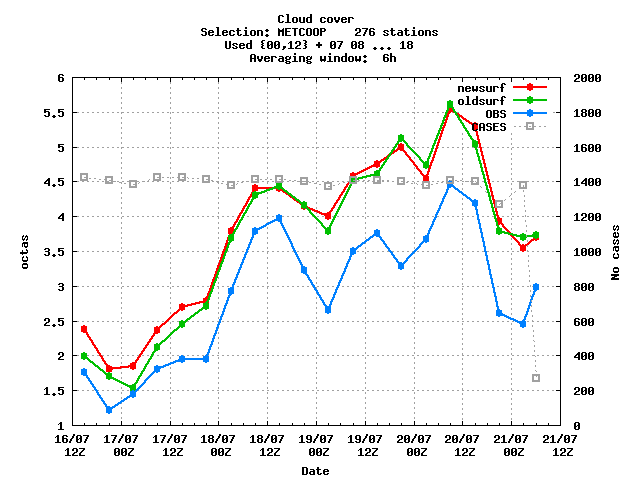 Cloud cover
Selection: METCOOP    276 stations
Used {00,12} + 07 08 ... 18
Averaging window:  6h
newsurf
oldsurf
OBS
CASES
6
5.5
5
4.5
4
3.5
3
2.5
2
1.5
1
octas
2000
1800
1600
1400
1200
1000
800
600
400
200
0
No cases
16/07 17/07 17/07 18/07 18/07 19/07 19/07 20/07 20/07 21/07 21/07
12Z 00Z 12Z 00Z 12Z 00Z 12Z 00Z 12Z 00Z 12Z
Date